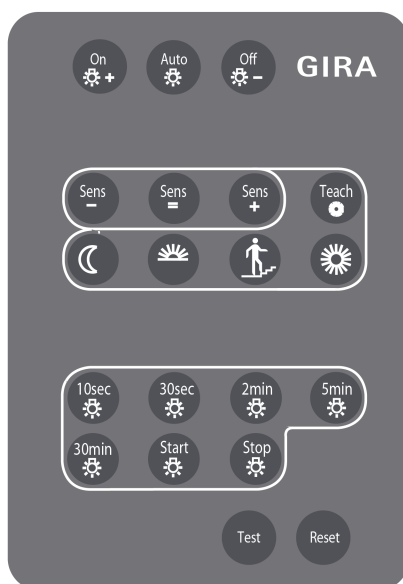 On Auto Off GIRA
+ -
Sens Sens Sens Teach
- = +
10sec 30sec 2min 5min
30min Start Stop
Test Reset